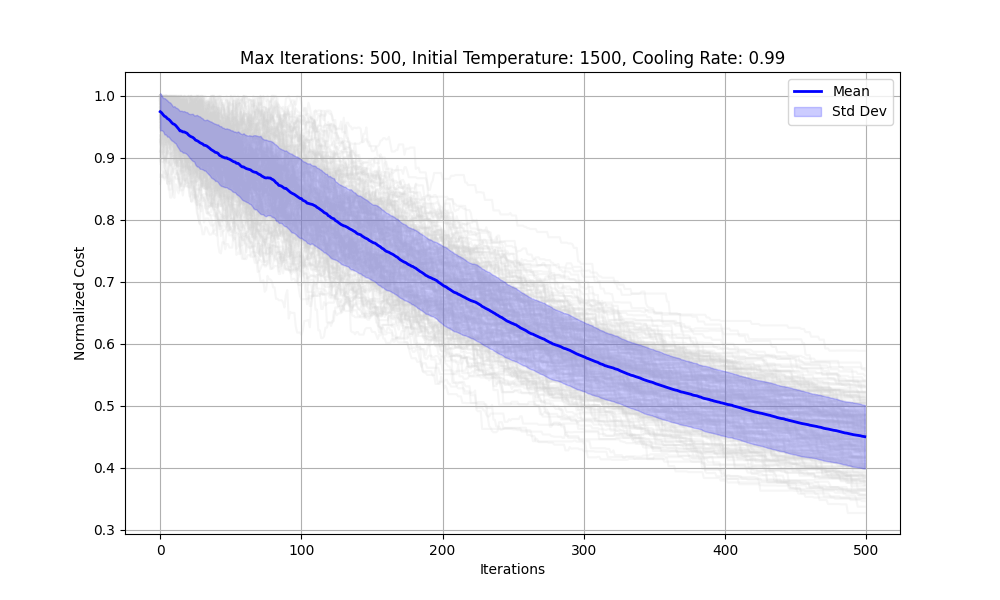 Max Iterations: 500, Initial Temperature: 1500, Cooling Rate: 0.99
Mean
Std Dev
1.0
0.9
0.8
0.7
0.6
0.5
0.4
0.3
Normalized Cost
0 100 200 300 400 500
Iterations